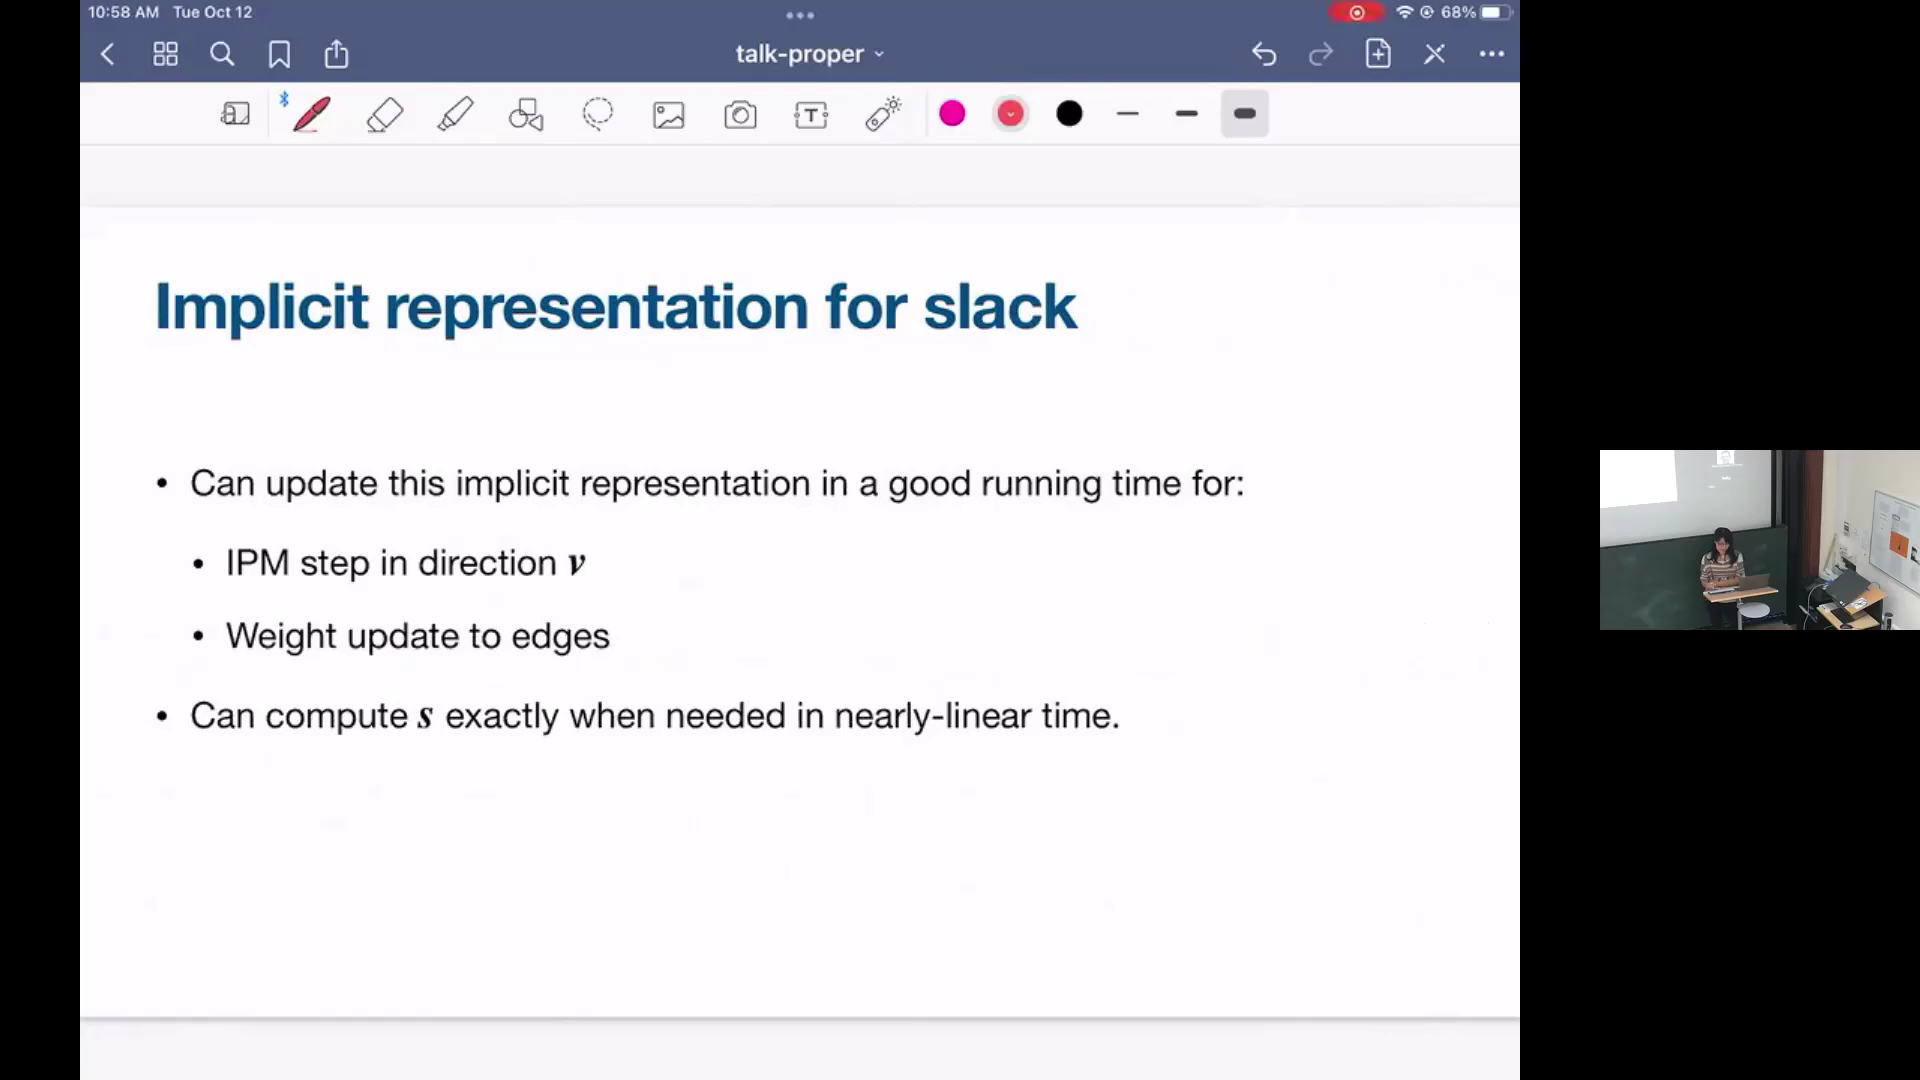 10:58 AM Tue Oct 12
68%
talk-proper
T
Implicit representation for slack
• Can update this implicit representation in a good running time for:
• IPM step in direction v
• Weight update to edges
• Can compute s exactly when needed in nearly-linear time.